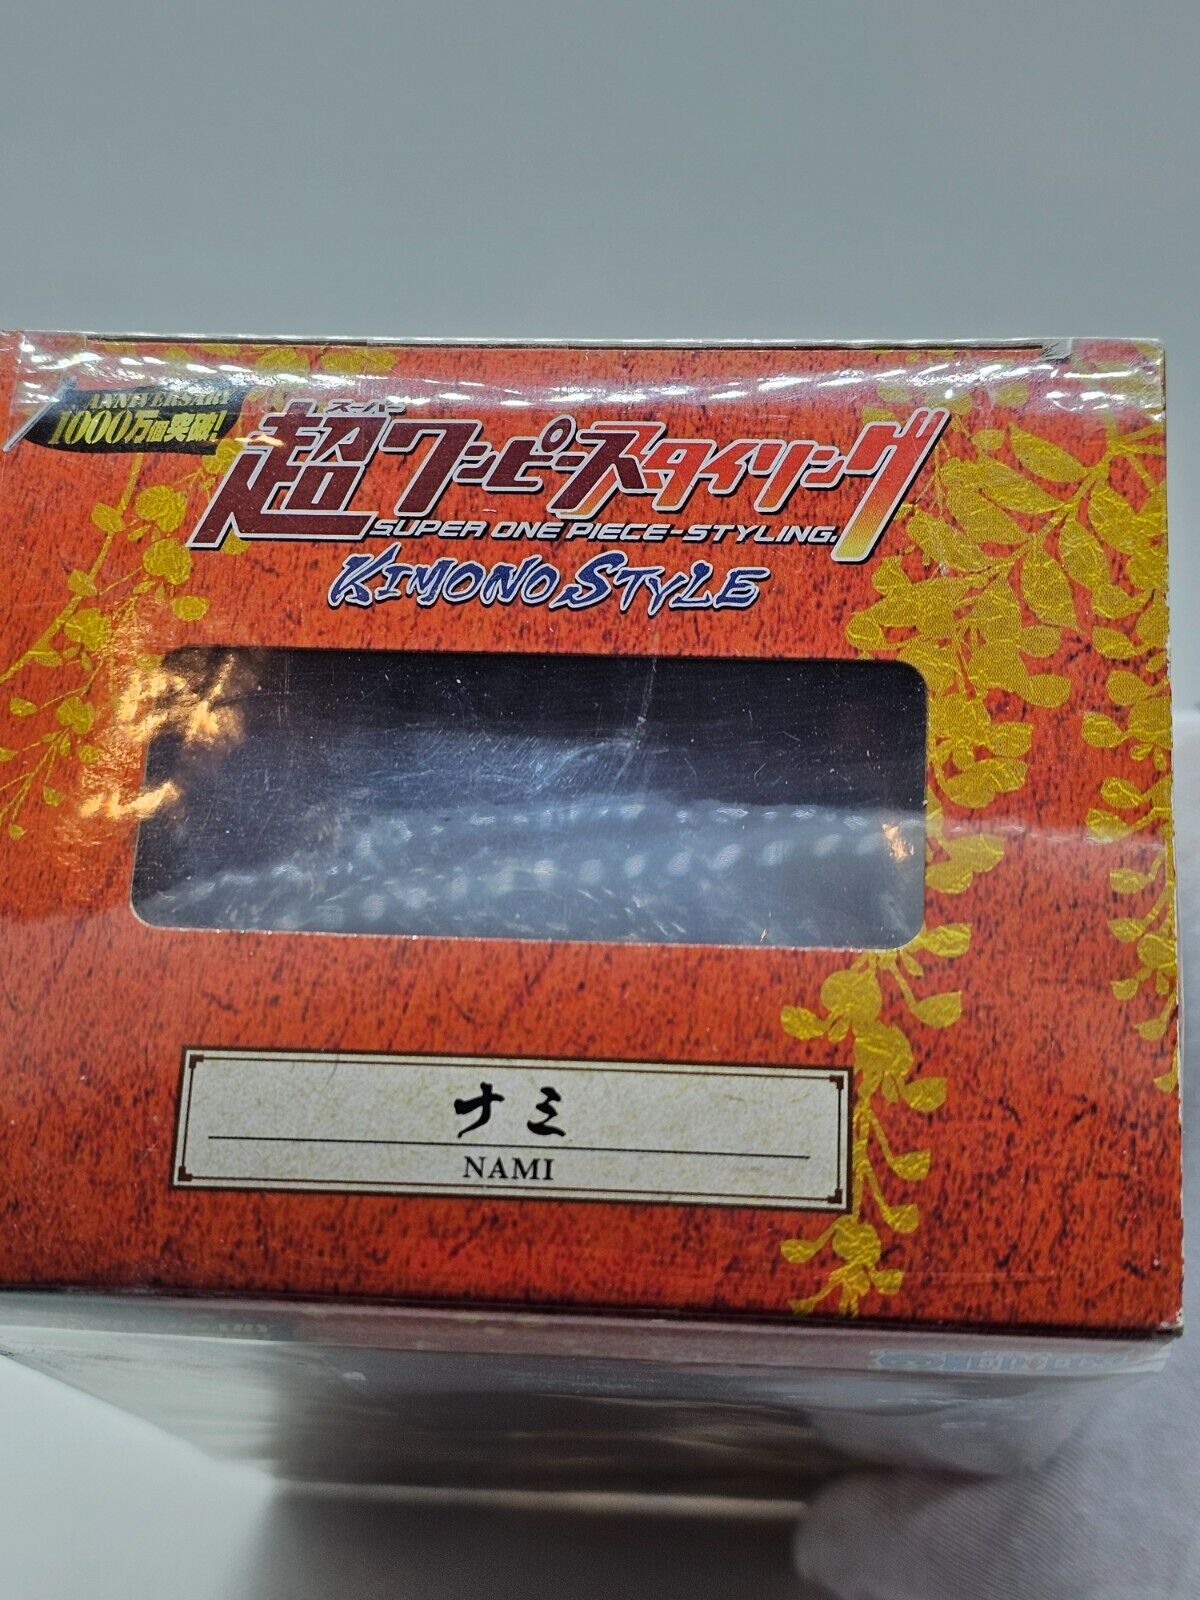 ANNIVERSARY
1000万個突破!
スーパー
超ワンピーススタイリング
SUPER ONE PIECE-STYLING
KIMONO STYLE
ナミ
NAMI